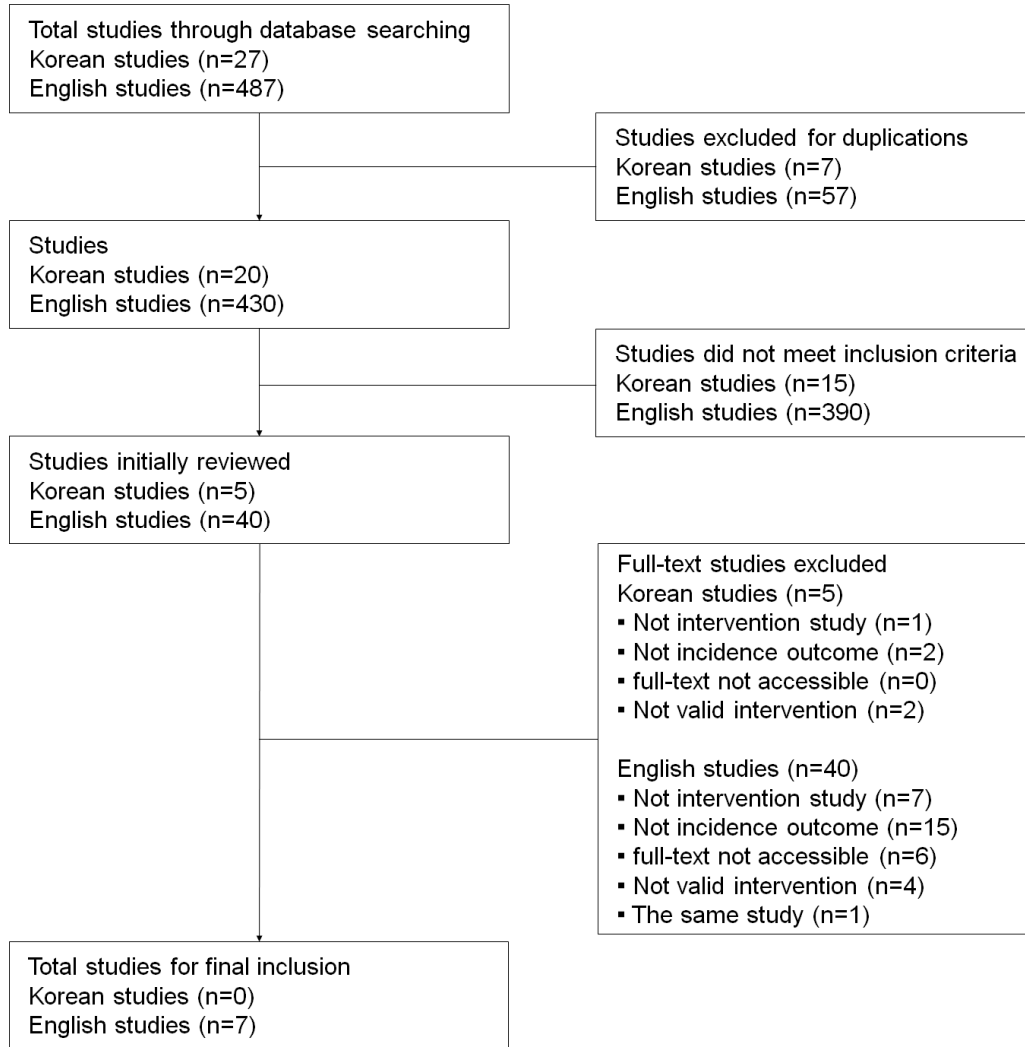 Total studies through database searching
Korean studies (n=27)
English studies (n=487)
Studies excluded for duplications
Korean studies (n=7)
English studies (n=57)
Studies
Korean studies (n=20)
English studies (n=430)
Studies did not meet inclusion criteria
Korean studies (n=15)
English studies (n=390)
Studies initially reviewed
Korean studies (n=5)
English studies (n=40)
Full-text studies excluded
Korean studies (n=5)
▪ Not intervention study (n=1)
▪ Not incidence outcome (n=2)
▪ full-text not accessible (n=0)
▪ Not valid intervention (n=2)
English studies (n=40)
▪ Not intervention study (n=7)
▪ Not incidence outcome (n=15)
▪ full-text not accessible (n=6)
▪ Not valid intervention (n=4)
▪ The same study (n=1)
Total studies for final inclusion
Korean studies (n=0)
English studies (n=7)